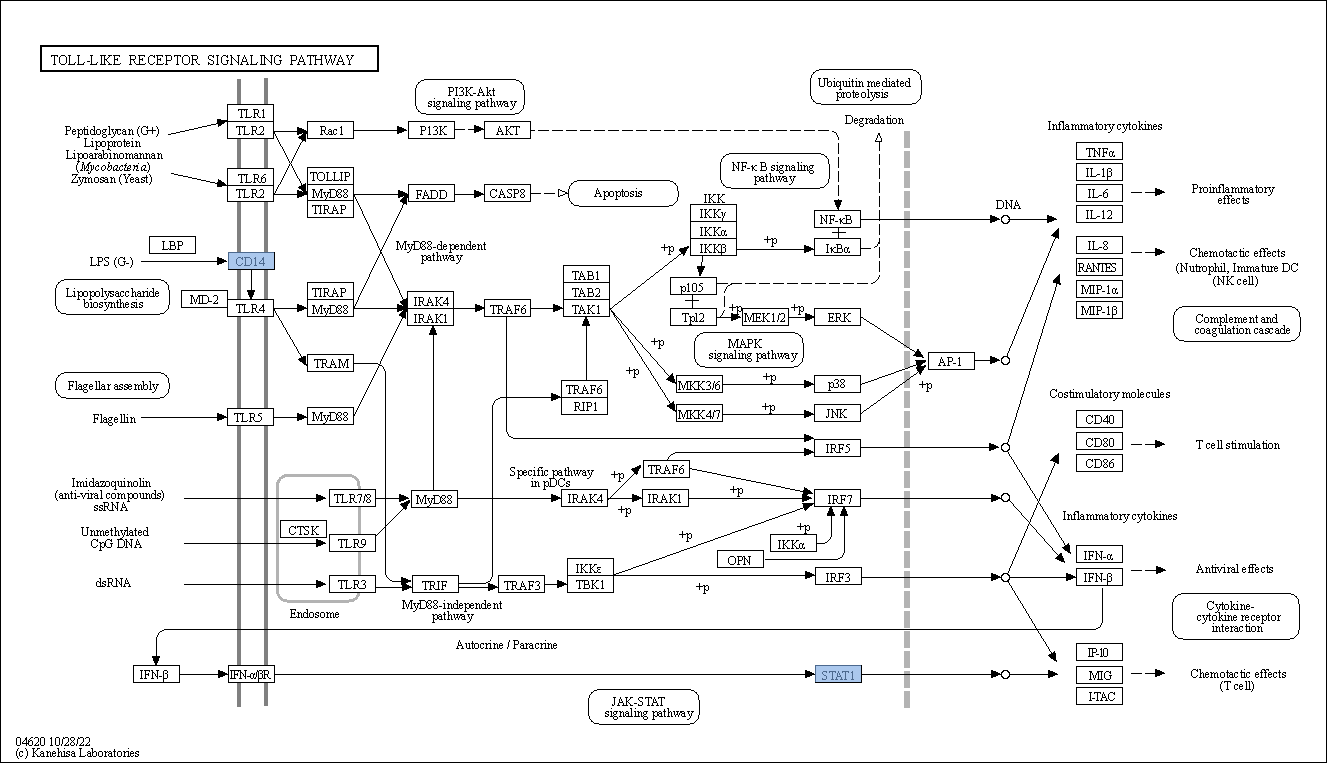 TOLL-LIKE RECEPTOR SIGNALING PATHWAY
PI3K-Akt
signaling pathway
Ubiquitin mediated
proteolysis
Degradation
Peptidoglycan (G+)
Lipoprotein
Lipoarabinomannan
(Mycobacteria)
Zymosan (Yeast)
TLR1
TLR2
Rac1
P13K
AKT
TLR6
TLR2
TOLLIP
MyD88
TIRAP
FADD
CASP8
Apoptosis
NF-κB signaling
pathway
IKK
IKKγ
IKKα
IKKβ
+p
+p
NF-κB
IκBα
DNA
Inflammatory cytokines
TNFα
IL-1β
IL-6
IL-12
Proinflammatory
effects
IL-8
RANTES
MIP-1α
MIP-1β
Chemotactic effects
(Nutrophil, Immature DC
(NK cell)
Complement and
coagulation cascade
LBP
LPS (G-)
CD14
MyD88-dependent
pathway
Lipopolysaccharide
biosynthesis
MD-2
TLR4
TIRAP
MyD88
IRAK4
IRAK1
TRAF6
TAB1
TAB2
TAK1
p105
Tpl2
+p
MEK1/2
+p
ERK
MAPK
signaling pathway
TRAM
+p
+p
MKK3/6
+p
p38
MKK4/7
+p
JNK
AP-1
+p
Flagellar assembly
Flagellin
TLR5
MyD88
TRAF6
RIP1
Costimulatory molecules
CD40
CD80
CD86
T cell stimulation
IRF5
Imidazoquinolin
(anti-viral compounds)
ssRNA
TLR7/8
MyD88
Specific pathway
in pDCs
IRAK4
+p
+p
TRAF6
IRAK1
+p
IRF7
Unmethylated
CpG DNA
CTSK
TLR9
+p
+p
IKKα
OPN
Inflammatory cytokines
IFN-α
IFN-β
Antiviral effects
dsRNA
TLR3
TRIF
TRAF3
IKKε
TBK1
+p
IRF3
Endosome
MyD88-independent
pathway
Cytokine-
cytokine receptor
interaction
Autocrine / Paracrine
IFN-β
IFN-α/βR
STAT1
IP-10
MIG
I-TAC
Chemotactic effects
(T cell)
JAK-STAT
signaling pathway
04620 10/28/22
(c) Kanehisa Laboratories